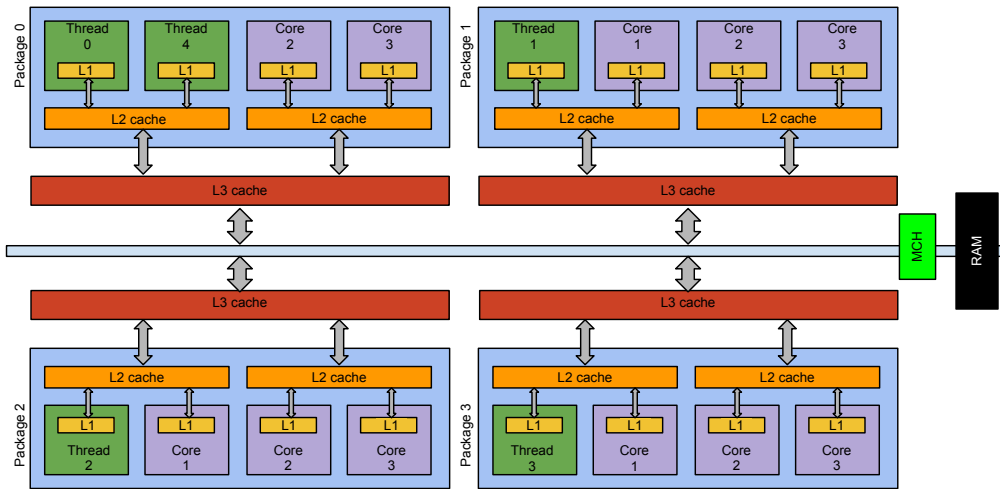 Package 0
Thread
0
L1
Thread
4
L1
Core
2
L1
Core
3
L1
L2 cache
L2 cache
L3 cache
Package 1
Thread
1
L1
Core
1
L1
Core
2
L1
Core
3
L1
L2 cache
L2 cache
L3 cache
MCH
RAM
L3 cache
Package 2
L2 cache
L2 cache
L1
Thread
2
L1
Core
1
L1
Core
2
L1
Core
3
L3 cache
Package 3
L2 cache
L2 cache
L1
Thread
3
L1
Core
1
L1
Core
2
L1
Core
3